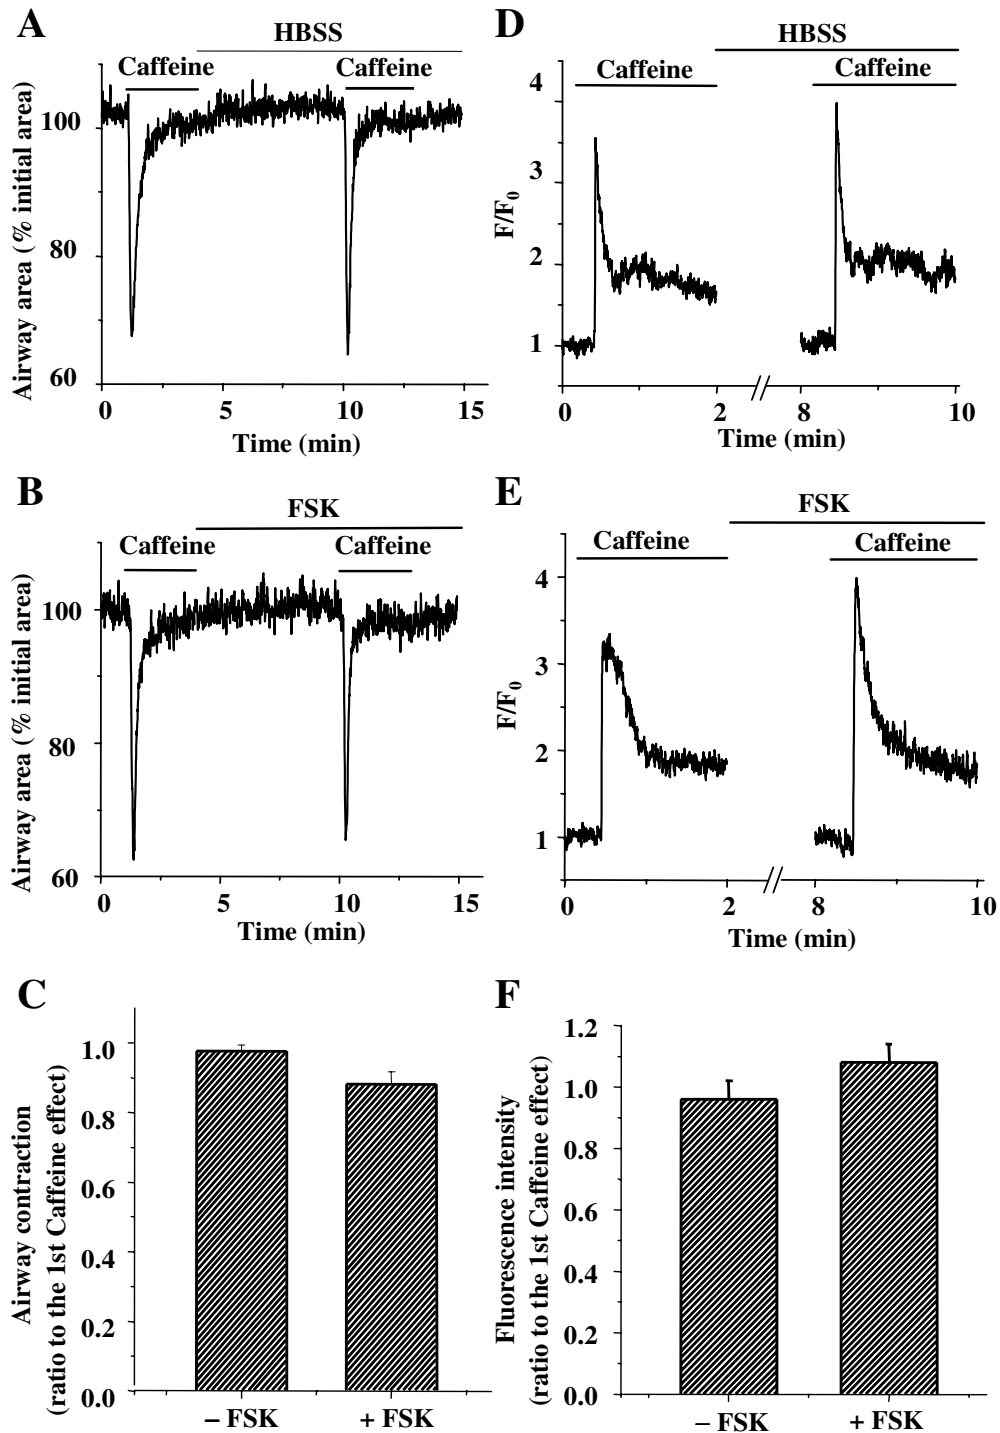 A
HBSS
Caffeine
Caffeine
Airway area (% initial area)
100
80
60
0
5
10
15
Time (min)
D
HBSS
Caffeine
Caffeine
F/F0
4
3
2
1
0
2
8
10
Time (min)
B
FSK
Caffeine
Caffeine
Airway area (% initial area)
100
80
60
0
5
10
15
Time (min)
E
FSK
Caffeine
Caffeine
F/F0
4
3
2
1
0
2
8
10
Time (min)
C
Airway contraction
(ratio to the 1st Caffeine effect)
1.0
0.8
0.6
0.4
0.2
0.0
– FSK
+ FSK
F
Fluorescence intensity
(ratio to the 1st Caffeine effect)
1.2
1.0
0.8
0.6
0.4
0.2
0.0
– FSK
+ FSK